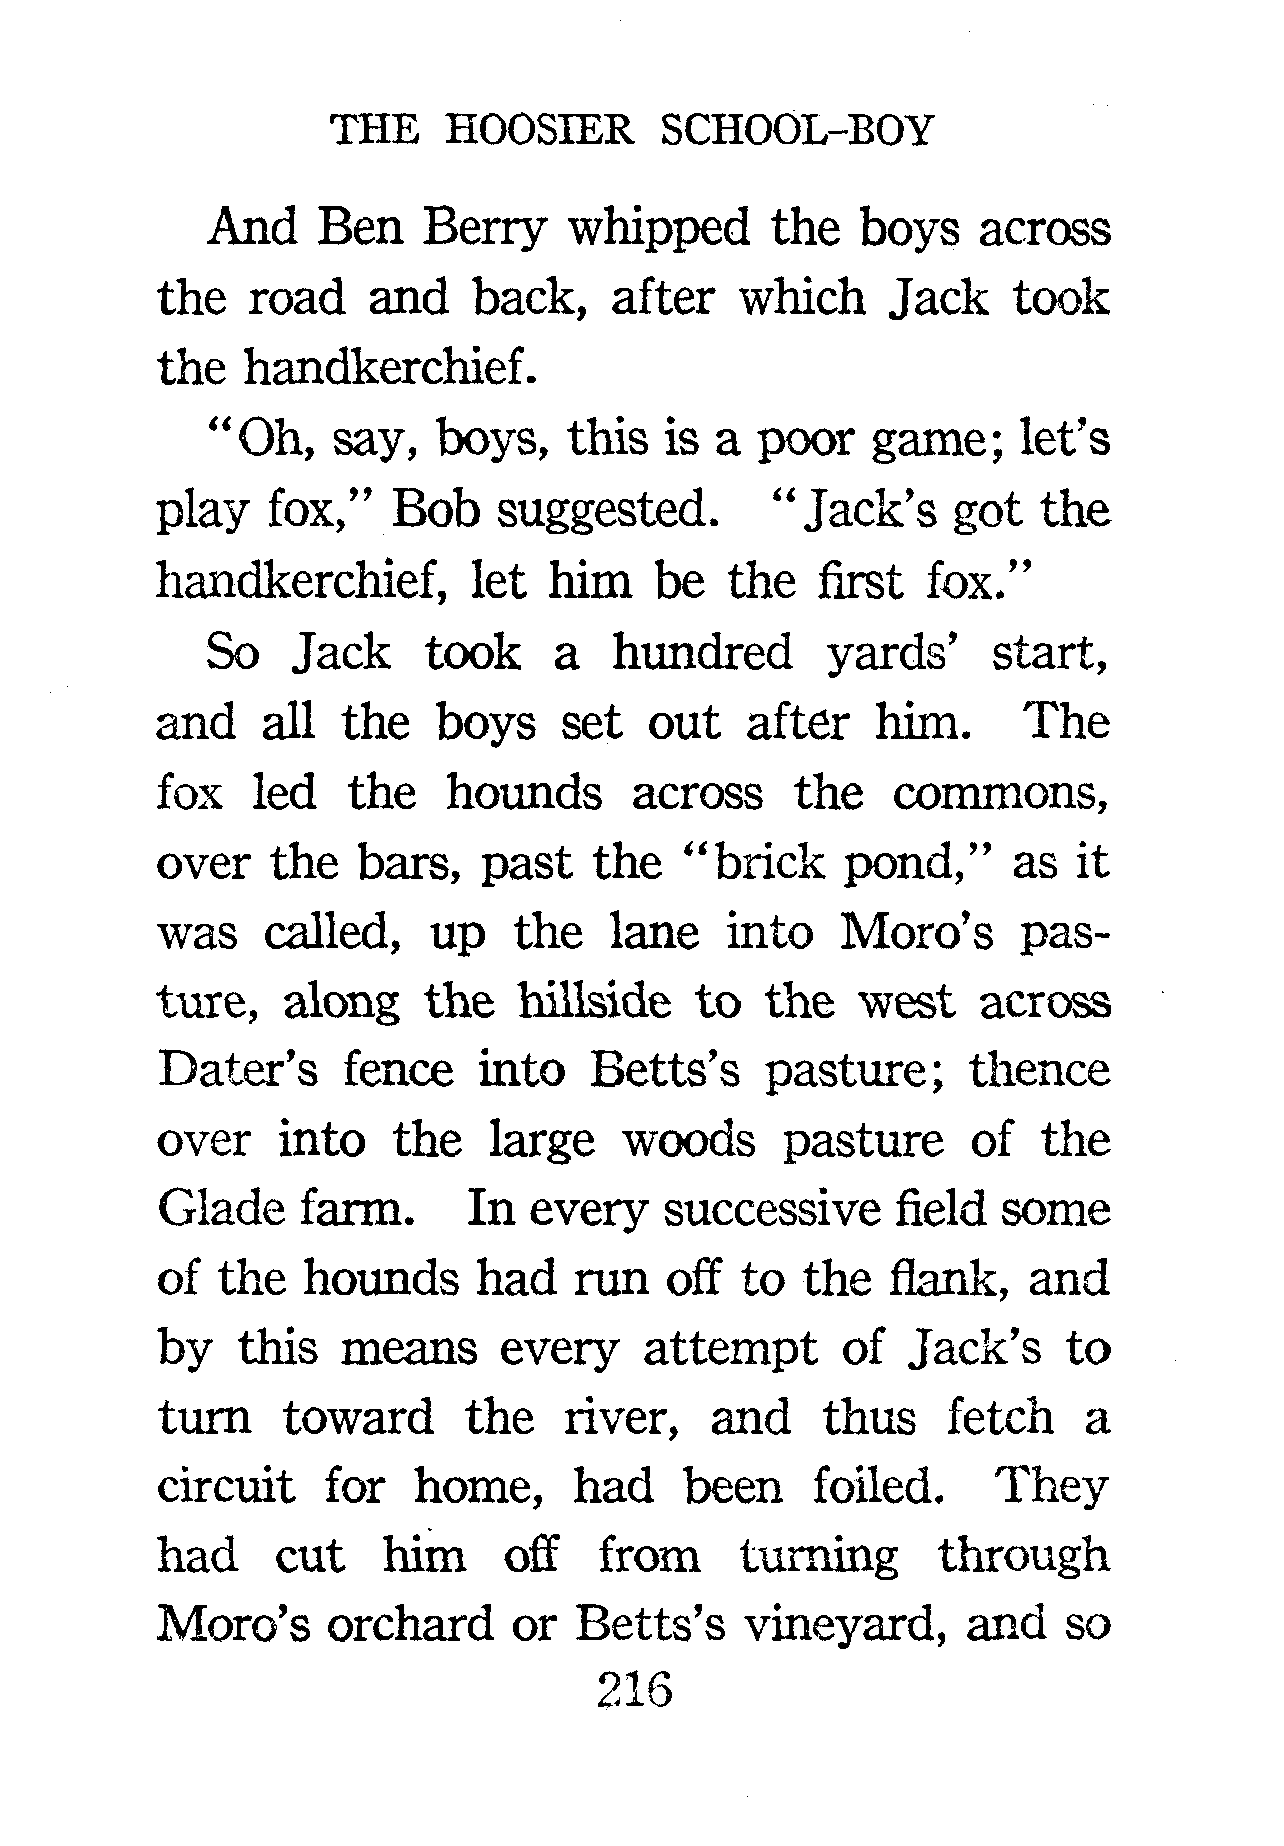 THE HOOSIER SCHOOL-BOY
And Ben Berry whipped the boys across
the road and back, after which Jack took
the handkerchief.
"Oh, say, boys, this is a poor game; let's
play fox," Bob suggested. "Jack's got the
handkerchief, let him be the first fox."
So Jack took a hundred yards' start,
and all the boys set out after him. The
fox led the hounds across the commons,
over the bars, past the "brick pond," as it
was called, up the lane into Moro's pas-
ture, along the hillside to the west across
Dater's fence into Betts's pasture; thence
over into the large woods pasture of the
Glade farm. In every successive field some
of the hounds had run off to the flank, and
by this means every attempt of Jack's to
turn toward the river, and thus fetch a
circuit for home, had been foiled. They
had cut him off from turning through
Moro's orchard or Betts's vineyard, and so
216